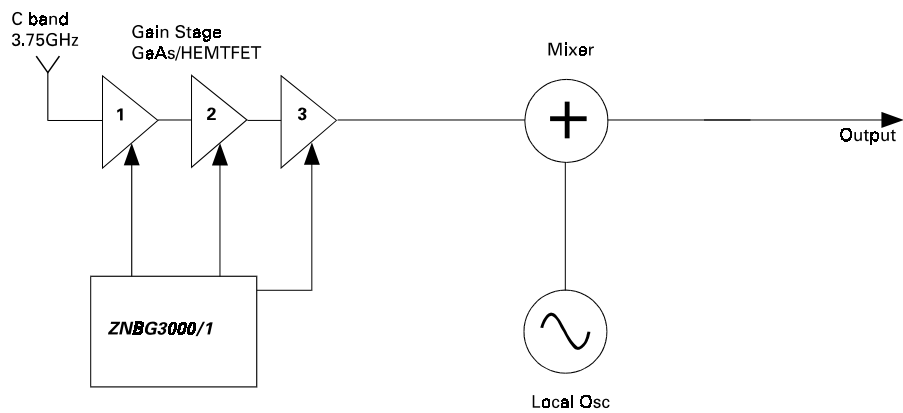 C band
3.75GHz
Gain Stage
GaAs/HEMTFET
Mixer
1
2
3
+
Output
ZNBG3000/1
Local Osc